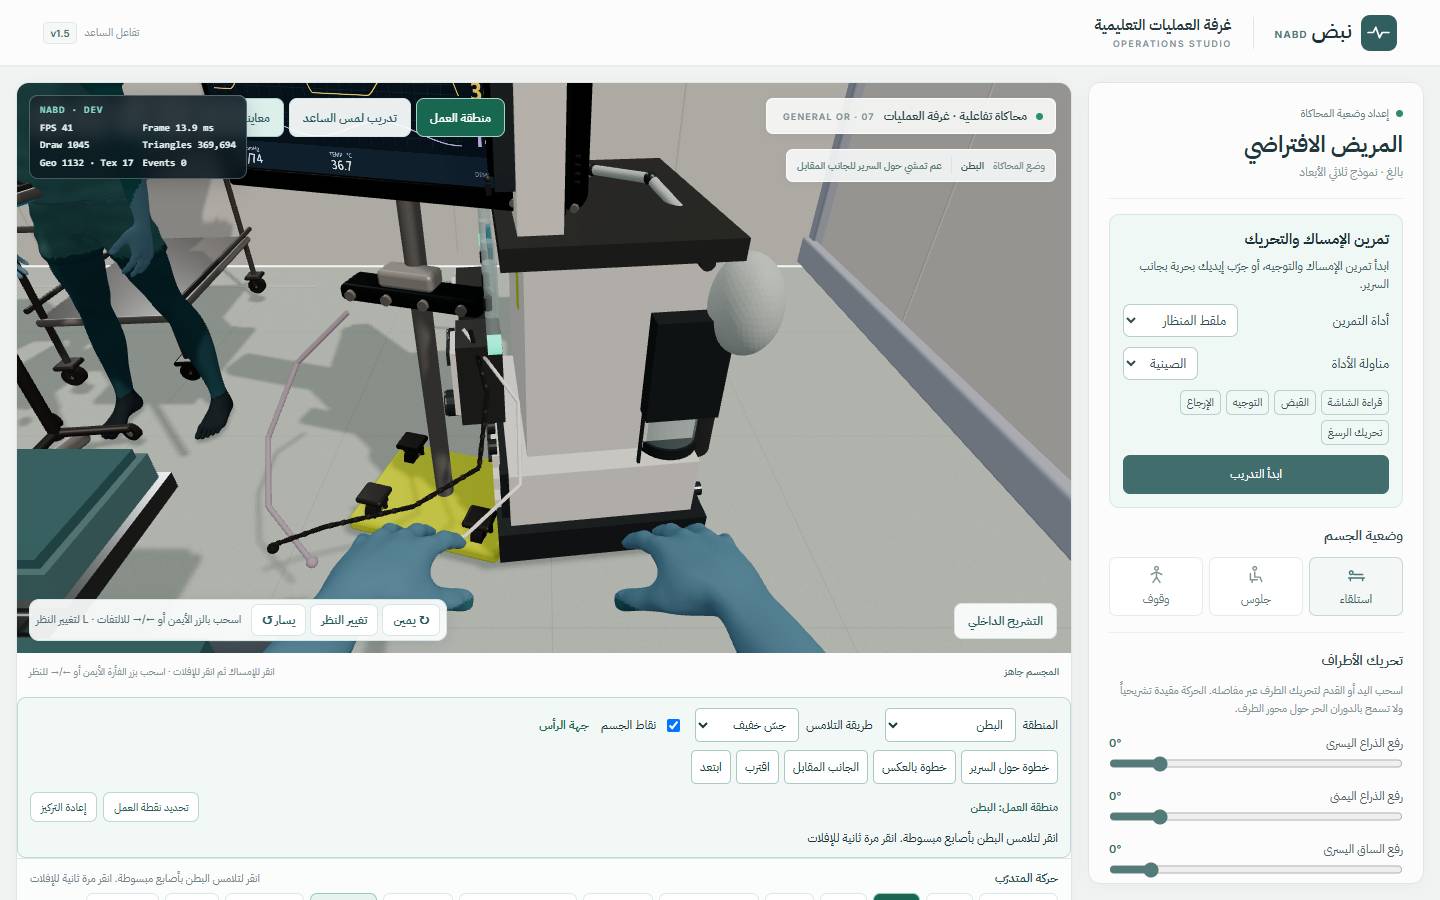 نبض NABD
غرفة العمليات التعليمية
OPERATIONS STUDIO
تفاعل الساعد v1.5
إعداد وضعية المحاكاة
المريض الافتراضي
بالغ · نموذج ثلاثي الأبعاد
تمرين الإمساك والتحريك
ابدأ تمرين الإمساك والتوجيه، أو جرّب إيديك بحرية بجانب
السرير.
أداة التمرين ملقط المنظار
مناولة الأداة الصينية
قراءة الشاشة القبض التوجيه الإرجاع
تحريك الرسغ
ابدأ التدريب
وضعية الجسم
استلقاء جلوس وقوف
تحريك الأطراف
اسحب اليد أو القدم لتحريك الطرف عبر مفاصله. الحركة مقيدة تشريحياً
ولا تسمح بالدوران الحر حول محور الطرف.
رفع الذراع اليسرى 0°
رفع الذراع اليمنى 0°
رفع الساق اليسرى 0°
محاكاة تفاعلية · غرفة العمليات GENERAL OR · 07
وضع المحاكاة البطن عم تمشي حول السرير للجانب المقابل
منطقة العمل تدريب لمس الساعد معاين
NABD · DEV
FPS 41 Frame 13.9 ms
Draw 1045 Triangles 369,694
Geo 1132 · Tex 17 Events 0
TEMP °C
36.7
التشريح الداخلي
↻ يمين تغيير النظر يسار ↺ اسحب بالزر الأيمن أو ←/→ للالتفات · L لتغيير النظر
المجسم جاهز
انقر للإمساك ثم انقر للإفلات · اسحب بزر الفأرة الأيمن أو ←/→ للنظر
المنطقة البطن طريقة التلامس جسّ خفيف نقاط الجسم جهة الرأس
خطوة حول السرير خطوة بالعكس الجانب المقابل اقترب ابتعد
منطقة العمل: البطن تحديد نقطة العمل إعادة التركيز
انقر لتلامس البطن بأصابع مبسوطة. انقر مرة ثانية للإفلات
حركة المتدرّب انقر لتلامس البطن بأصابع مبسوطة. انقر مرة ثانية للإفلات